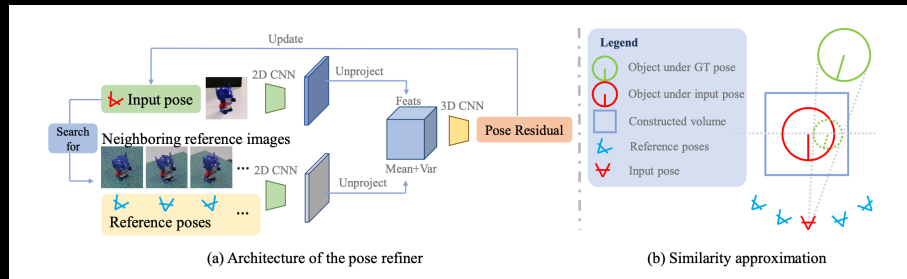 Update
Input pose
2D CNN
Unproject
Feats
3D CNN
Pose Residual
Search
for
Neighboring reference images
...
2D CNN
Unproject
Mean+Var
Reference poses
...
(a) Architecture of the pose refiner
Legend
Object under GT pose
Object under input pose
Constructed volume
Reference poses
Input pose
(b) Similarity approximation